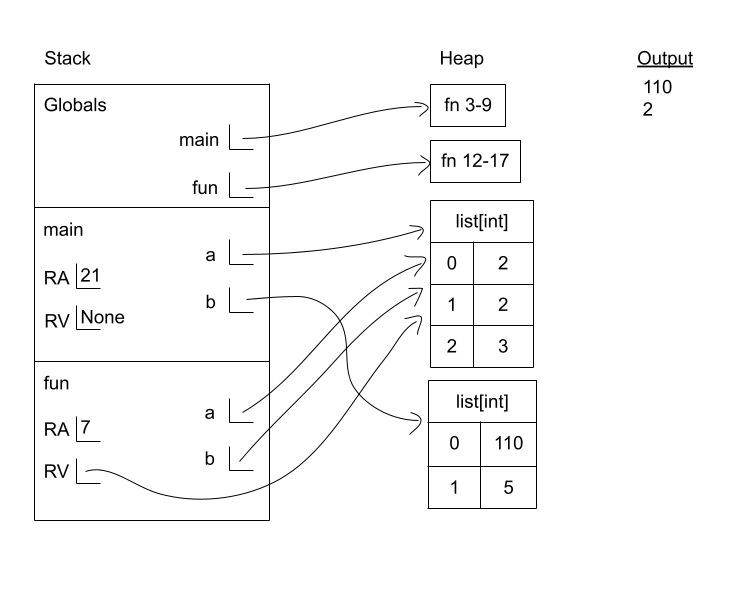 Stack
Heap
Output
110
2
Globals
main
fun
fn 3-9
fn 12-17
main
RA 21
RV None
a
b
fun
RA 7
RV
a
b
list[int]
0 2
1 2
2 3
list[int]
0 110
1 5